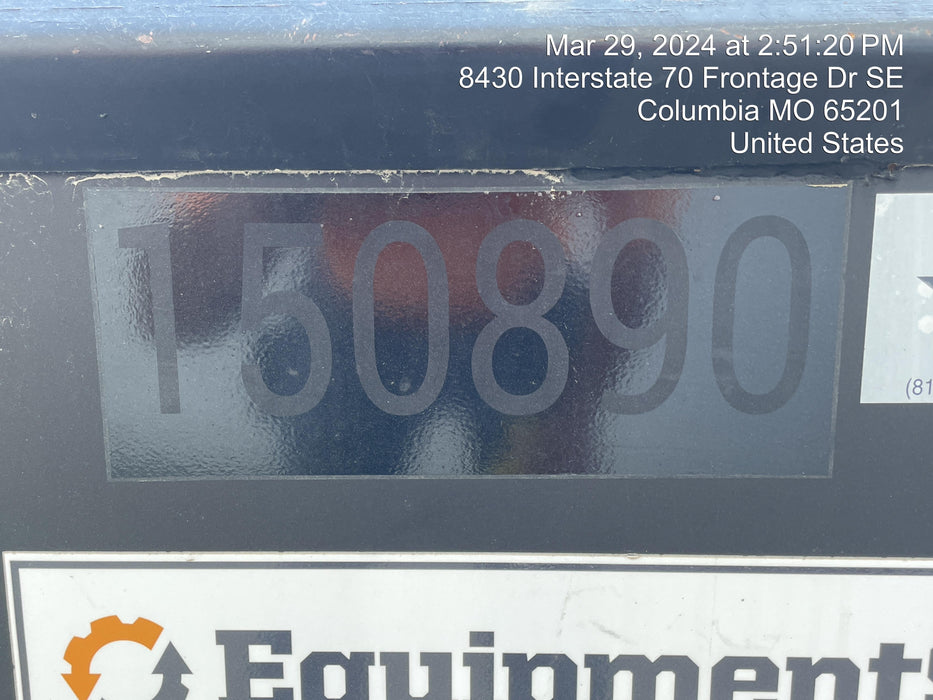 Mar 29, 2024 at 2:51:20 PM
8430 Interstate 70 Frontage Dr SE
Columbia MO 65201
United States
150890
(81
Equipment